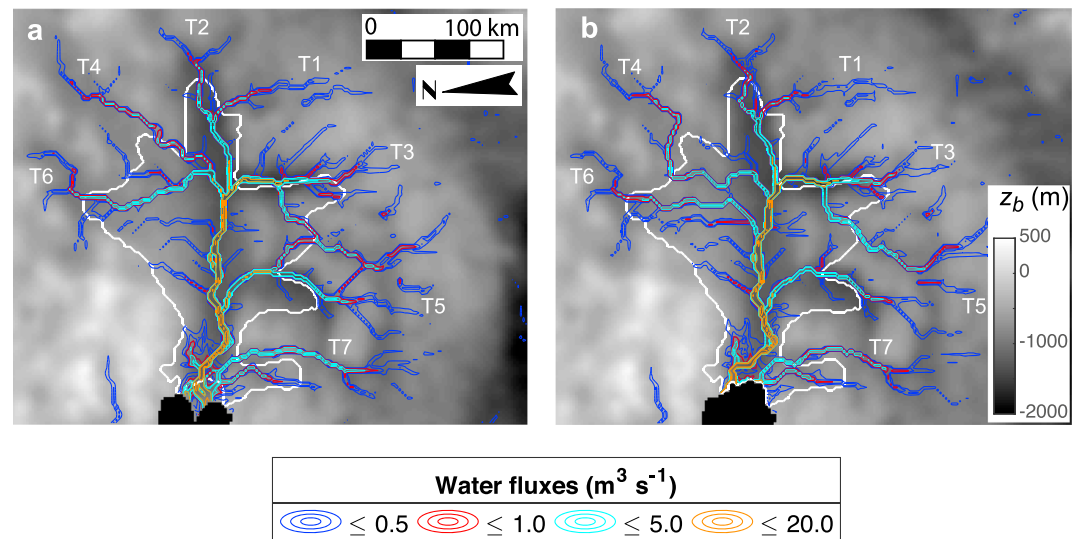 a
T2
0 100 km
T4
T1
N
T3
T6
T5
T7
b
T2
T4
T1
T3
T6
z_b (m)
500
0
-1000
-2000
T5
T7
Water fluxes (m³ s⁻¹)
≤ 0.5 ≤ 1.0 ≤ 5.0 ≤ 20.0